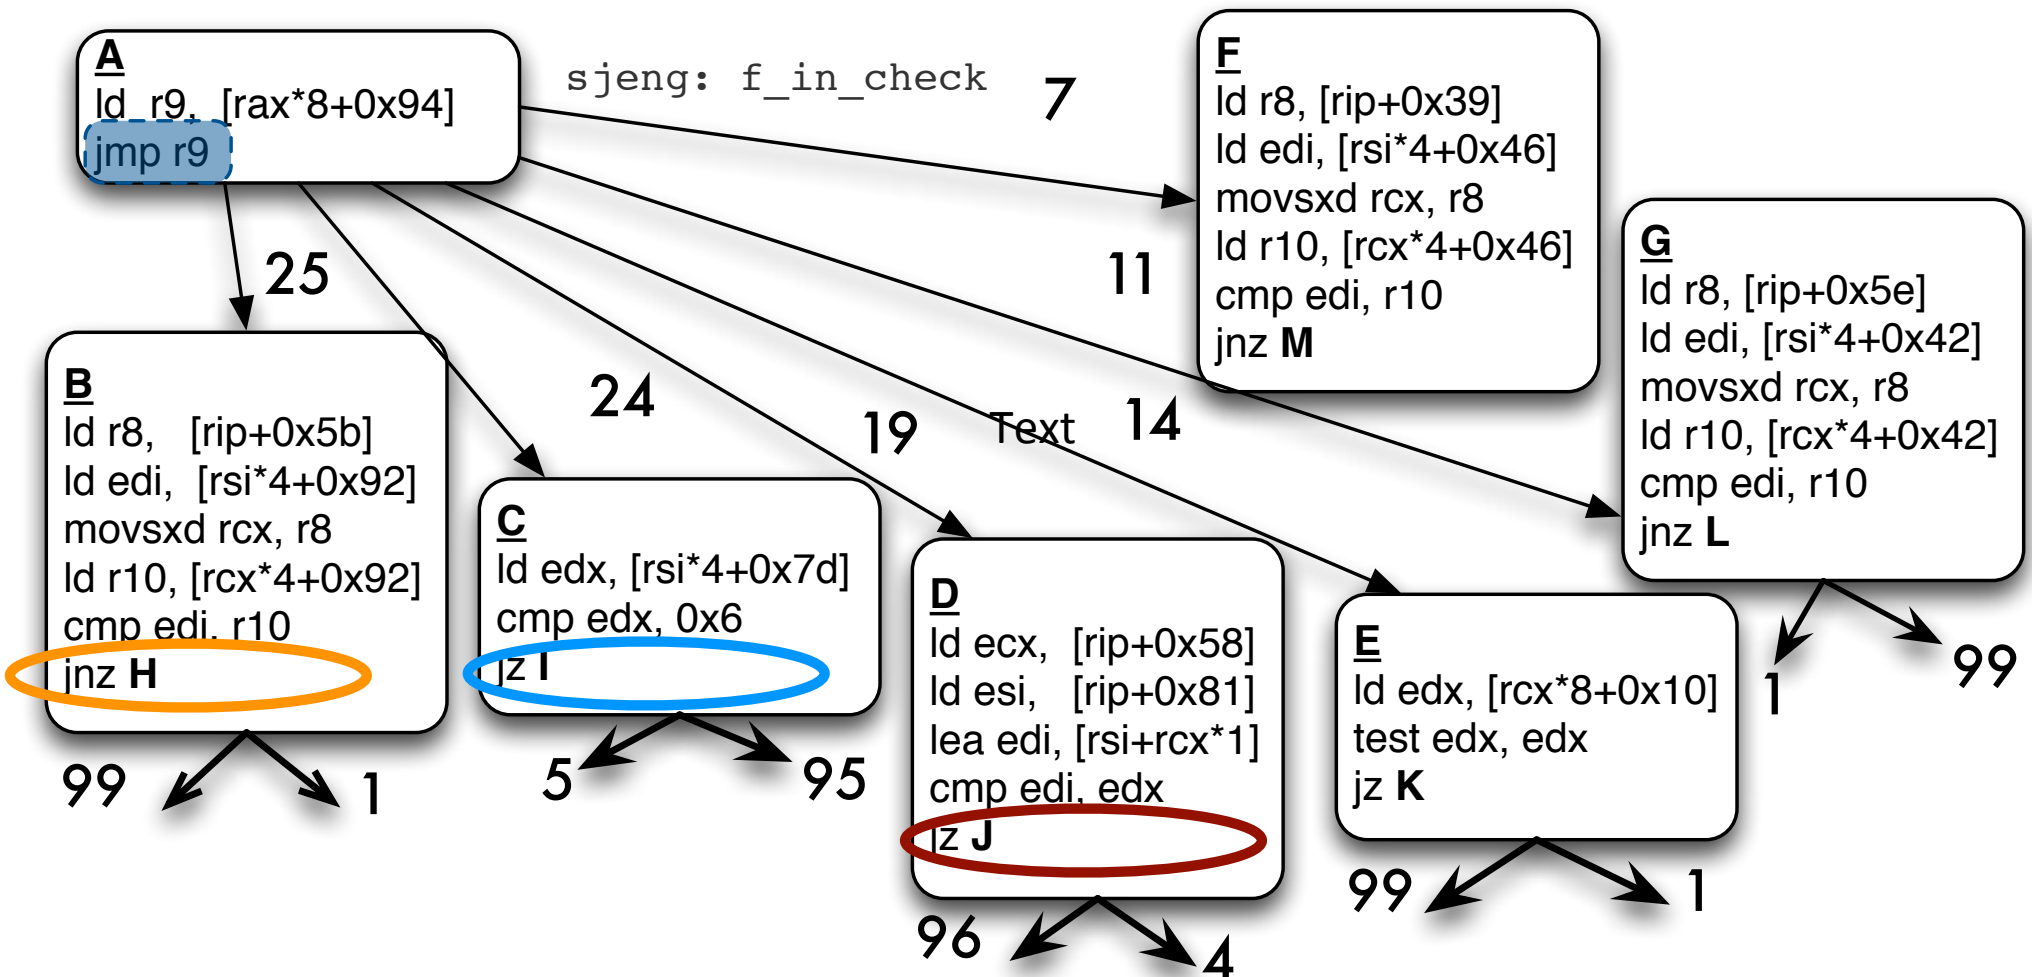 A
ld r9, [rax*8+0x94]
jmp r9
sjeng: f_in_check
7
F
ld r8, [rip+0x39]
ld edi, [rsi*4+0x46]
movsxd rcx, r8
ld r10, [rcx*4+0x46]
cmp edi, r10
jnz M
G
ld r8, [rip+0x5e]
ld edi, [rsi*4+0x42]
movsxd rcx, r8
ld r10, [rcx*4+0x42]
cmp edi, r10
jnz L
25
11
24
19
Text
14
B
ld r8, [rip+0x5b]
ld edi, [rsi*4+0x92]
movsxd rcx, r8
ld r10, [rcx*4+0x92]
cmp edi, r10
jnz H
C
ld edx, [rsi*4+0x7d]
cmp edx, 0x6
jz I
D
ld ecx, [rip+0x58]
ld esi, [rip+0x81]
lea edi, [rsi+rcx*1]
cmp edi, edx
jz J
E
ld edx, [rcx*8+0x10]
test edx, edx
jz K
1
99
99
1
5
95
96
4
99
1